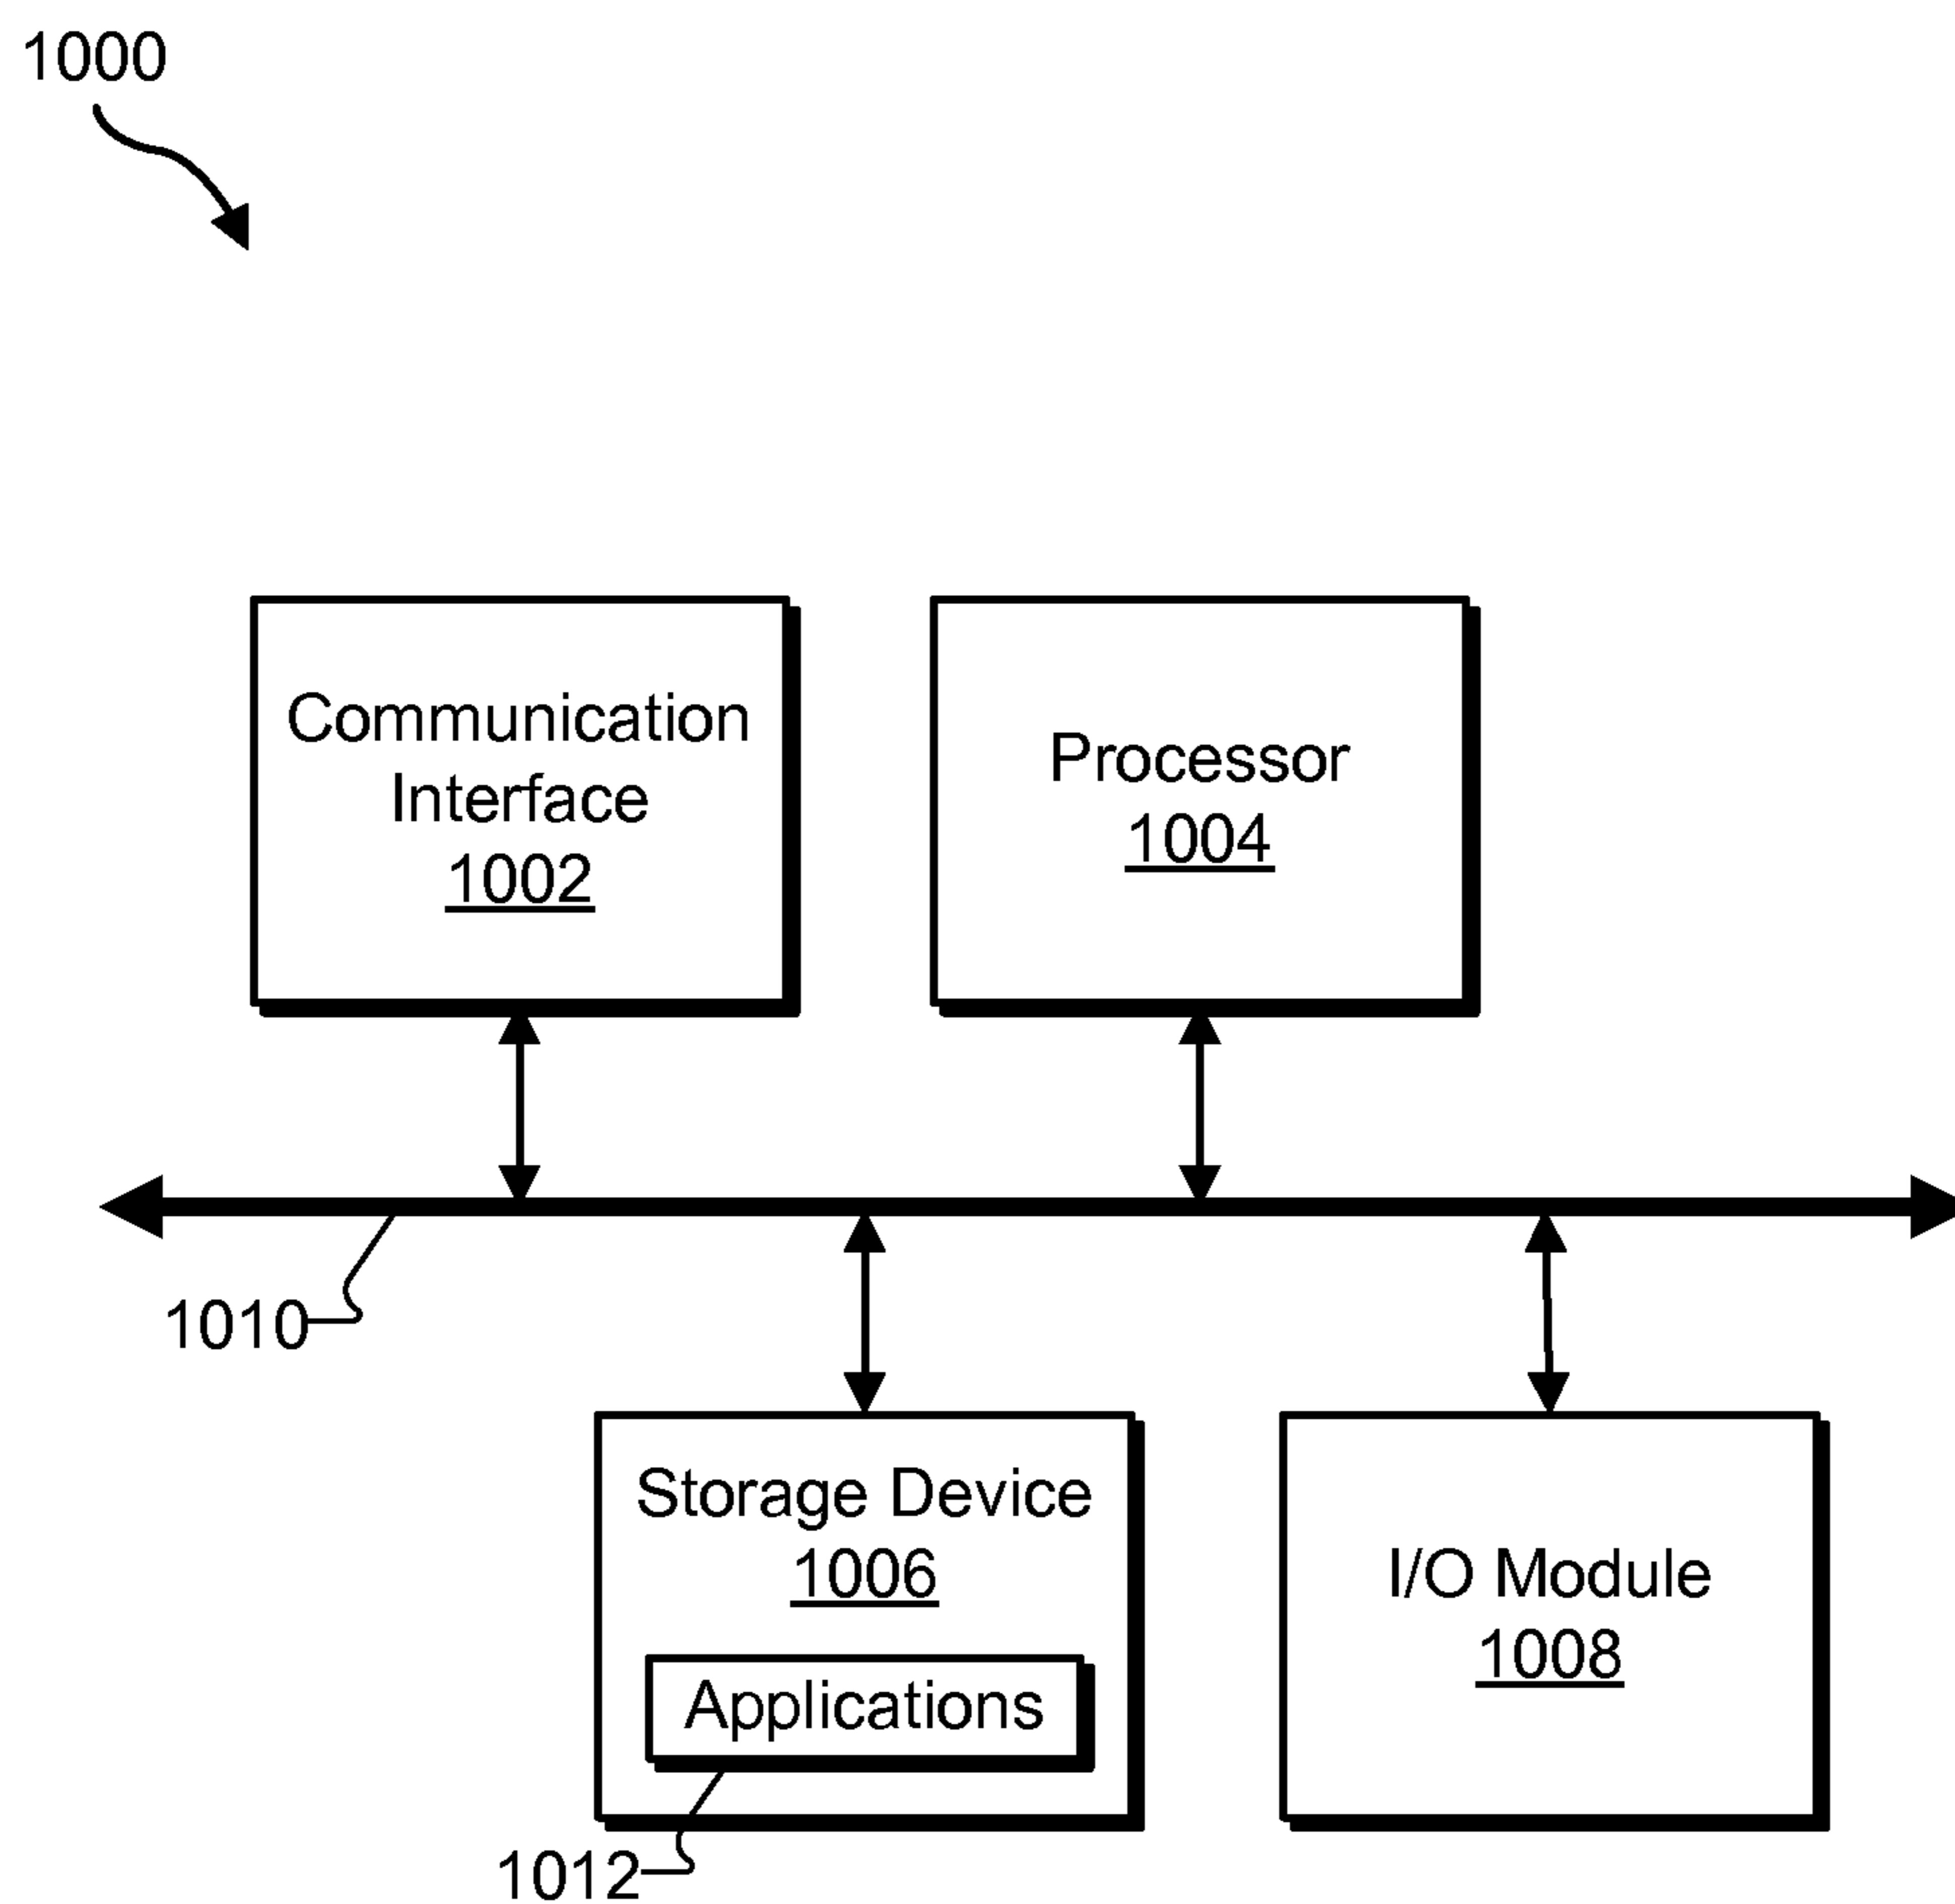 1000
Communication
Interface
1002
Processor
1004
1010
Storage Device
1006
Applications
1012
I/O Module
1008